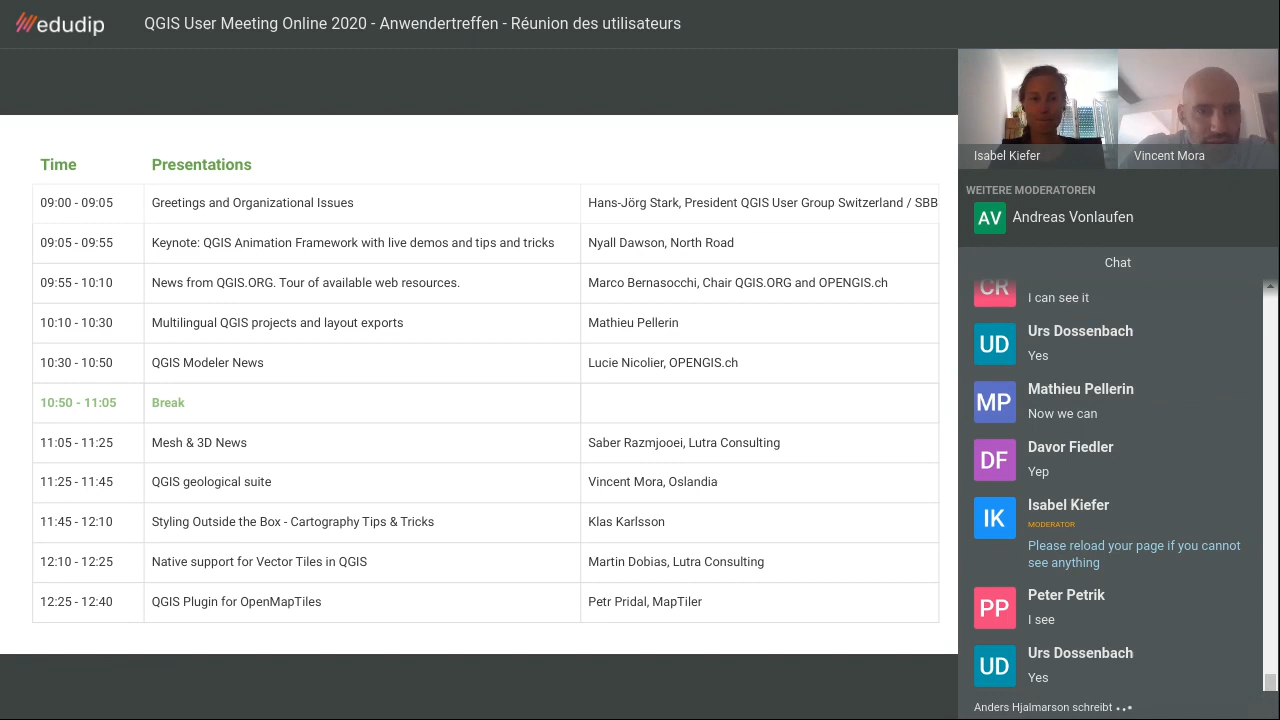 edudip
QGIS User Meeting Online 2020 - Anwendertreffen - Réunion des utilisateurs
Time Presentations
09:00 - 09:05 Greetings and Organizational Issues Hans-Jörg Stark, President QGIS User Group Switzerland / SBB
09:05 - 09:55 Keynote: QGIS Animation Framework with live demos and tips and tricks Nyall Dawson, North Road
09:55 - 10:10 News from QGIS.ORG. Tour of available web resources. Marco Bernasocchi, Chair QGIS.ORG and OPENGIS.ch
10:10 - 10:30 Multilingual QGIS projects and layout exports Mathieu Pellerin
10:30 - 10:50 QGIS Modeler News Lucie Nicolier, OPENGIS.ch
10:50 - 11:05 Break
11:05 - 11:25 Mesh & 3D News Saber Razmjooei, Lutra Consulting
11:25 - 11:45 QGIS geological suite Vincent Mora, Oslandia
11:45 - 12:10 Styling Outside the Box - Cartography Tips & Tricks Klas Karlsson
12:10 - 12:25 Native support for Vector Tiles in QGIS Martin Dobias, Lutra Consulting
12:25 - 12:40 QGIS Plugin for OpenMapTiles Petr Pridal, MapTiler
Isabel Kiefer Vincent Mora
WEITERE MODERATOREN
AV Andreas Vonlaufen
Chat
CR
I can see it
UD Urs Dossenbach
Yes
MP Mathieu Pellerin
Now we can
DF Davor Fiedler
Yep
IK Isabel Kiefer
MODERATOR
Please reload your page if you cannot
see anything
PP Peter Petrik
I see
UD Urs Dossenbach
Yes
Anders Hjalmarson schreibt